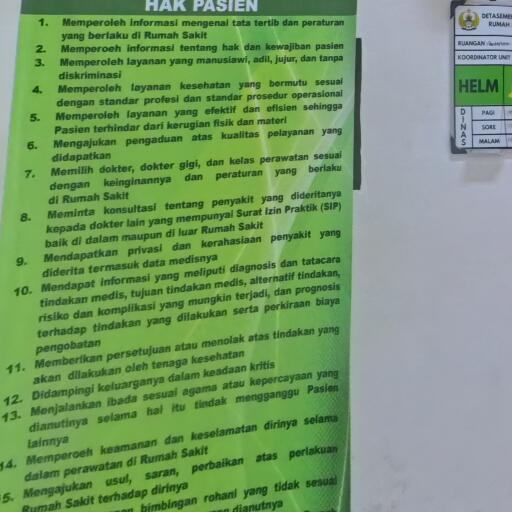 HAK PASIEN
1. Memperoleh informasi mengenai tata tertib dan peraturan
yang berlaku di Rumah Sakit
2. Memperoeh informasi tentang hak dan kewajiban pasien
3. Memperoleh layanan yang manusiawi, adil, jujur, dan tanpa
diskriminasi
4. Memperoleh layanan kesehatan yang bermutu sesuai
dengan standar profesi dan standar prosedur operasional
5. Memperoleh layanan yang efektif dan efisien sehingga
Pasien terhindar dari kerugian fisik dan materi
6. Mengajukan pengaduan atas kualitas pelayanan yang
didapatkan
7. Memilih dokter, dokter gigi, dan kelas perawatan sesuai
dengan keinginannya dan peraturan yang berlaku
di Rumah Sakit
8. Meminta konsultasi tentang penyakit yang dideritanya
kepada dokter lain yang mempunyai Surat Izin Praktik (SIP)
baik di dalam maupun di luar Rumah Sakit
9. Mendapatkan privasi dan kerahasiaan penyakit yang
diderita termasuk data medisnya
10. Mendapat informasi yang meliputi diagnosis dan tatacara
tindakan medis, tujuan tindakan medis, alternatif tindakan,
risiko dan komplikasi yang mungkin terjadi, dan prognosis
terhadap tindakan yang dilakukan serta perkiraan biaya
pengobatan
11. Memberikan persetujuan atau menolak atas tindakan yang
akan dilakukan oleh tenaga kesehatan
12. Didampingi keluarganya dalam keadaan kritis
13. Menjalankan ibada sesuai agama atau kepercayaan yang
dianutinya selama hal itu tindak mengganggu Pasien
lainnya
14. Memperoeh keamanan dan keselamatan dirinya selama
dalam perawatan di Rumah Sakit
5. Mengajukan usul, saran, perbaikan atas perlakuan
Rumah Sakit terhadap dirinya
bimbingan rohani yang tidak sesuai
dianutnya
DETASEME
RUMAH
RUANGAN
KOORDINATOR UNIT
HELM
DINAS
PAGI
SORE
MALAM